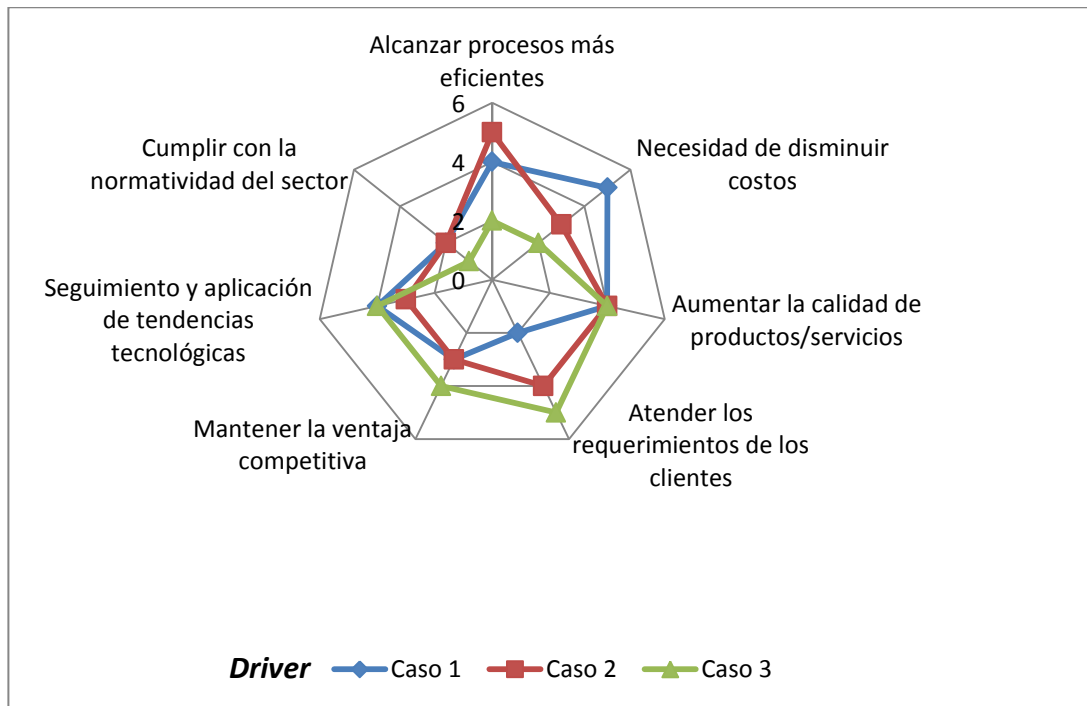 Alcanzar procesos más
eficientes
6
4
2
0
Necesidad de disminuir
costos
Aumentar la calidad de
productos/servicios
Atender los
requerimientos de los
clientes
Mantener la ventaja
competitiva
Seguimiento y aplicación
de tendencias
tecnológicas
Cumplir con la
normatividad del sector
Driver Caso 1 Caso 2 Caso 3